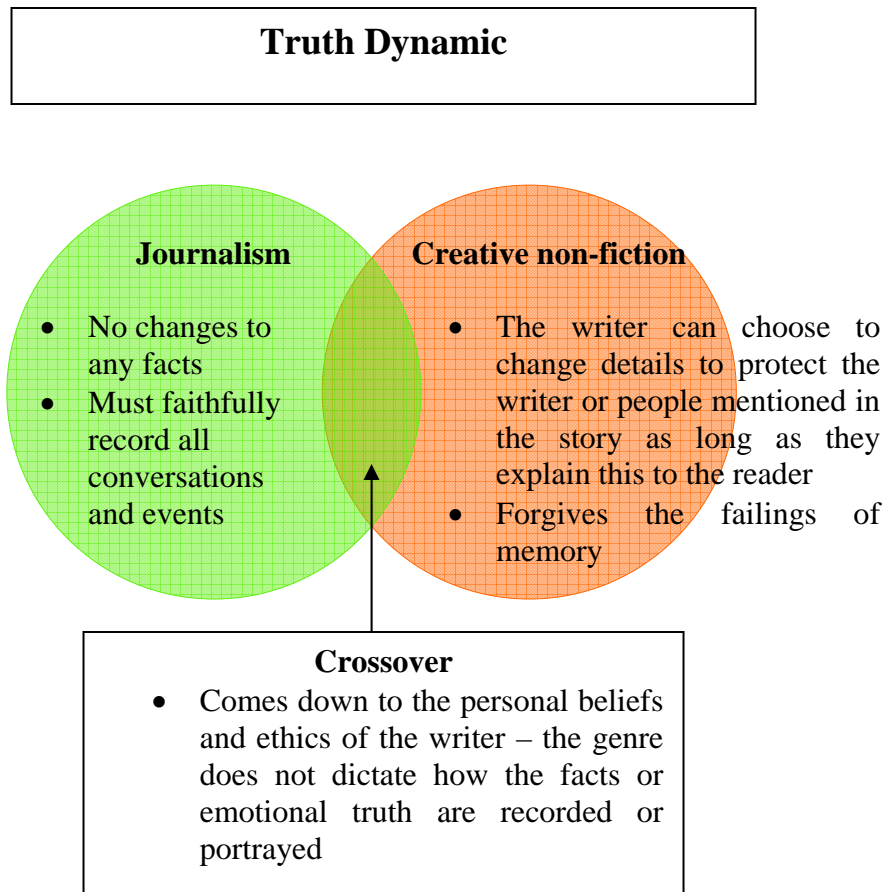 Truth Dynamic
Journalism
• No changes to
any facts
• Must faithfully
record all
conversations
and events
Creative non-fiction
• The writer can choose to
change details to protect the
writer or people mentioned in
the story as long as they
explain this to the reader
• Forgives the failings of
memory
Crossover
• Comes down to the personal beliefs
and ethics of the writer – the genre
does not dictate how the facts or
emotional truth are recorded or
portrayed